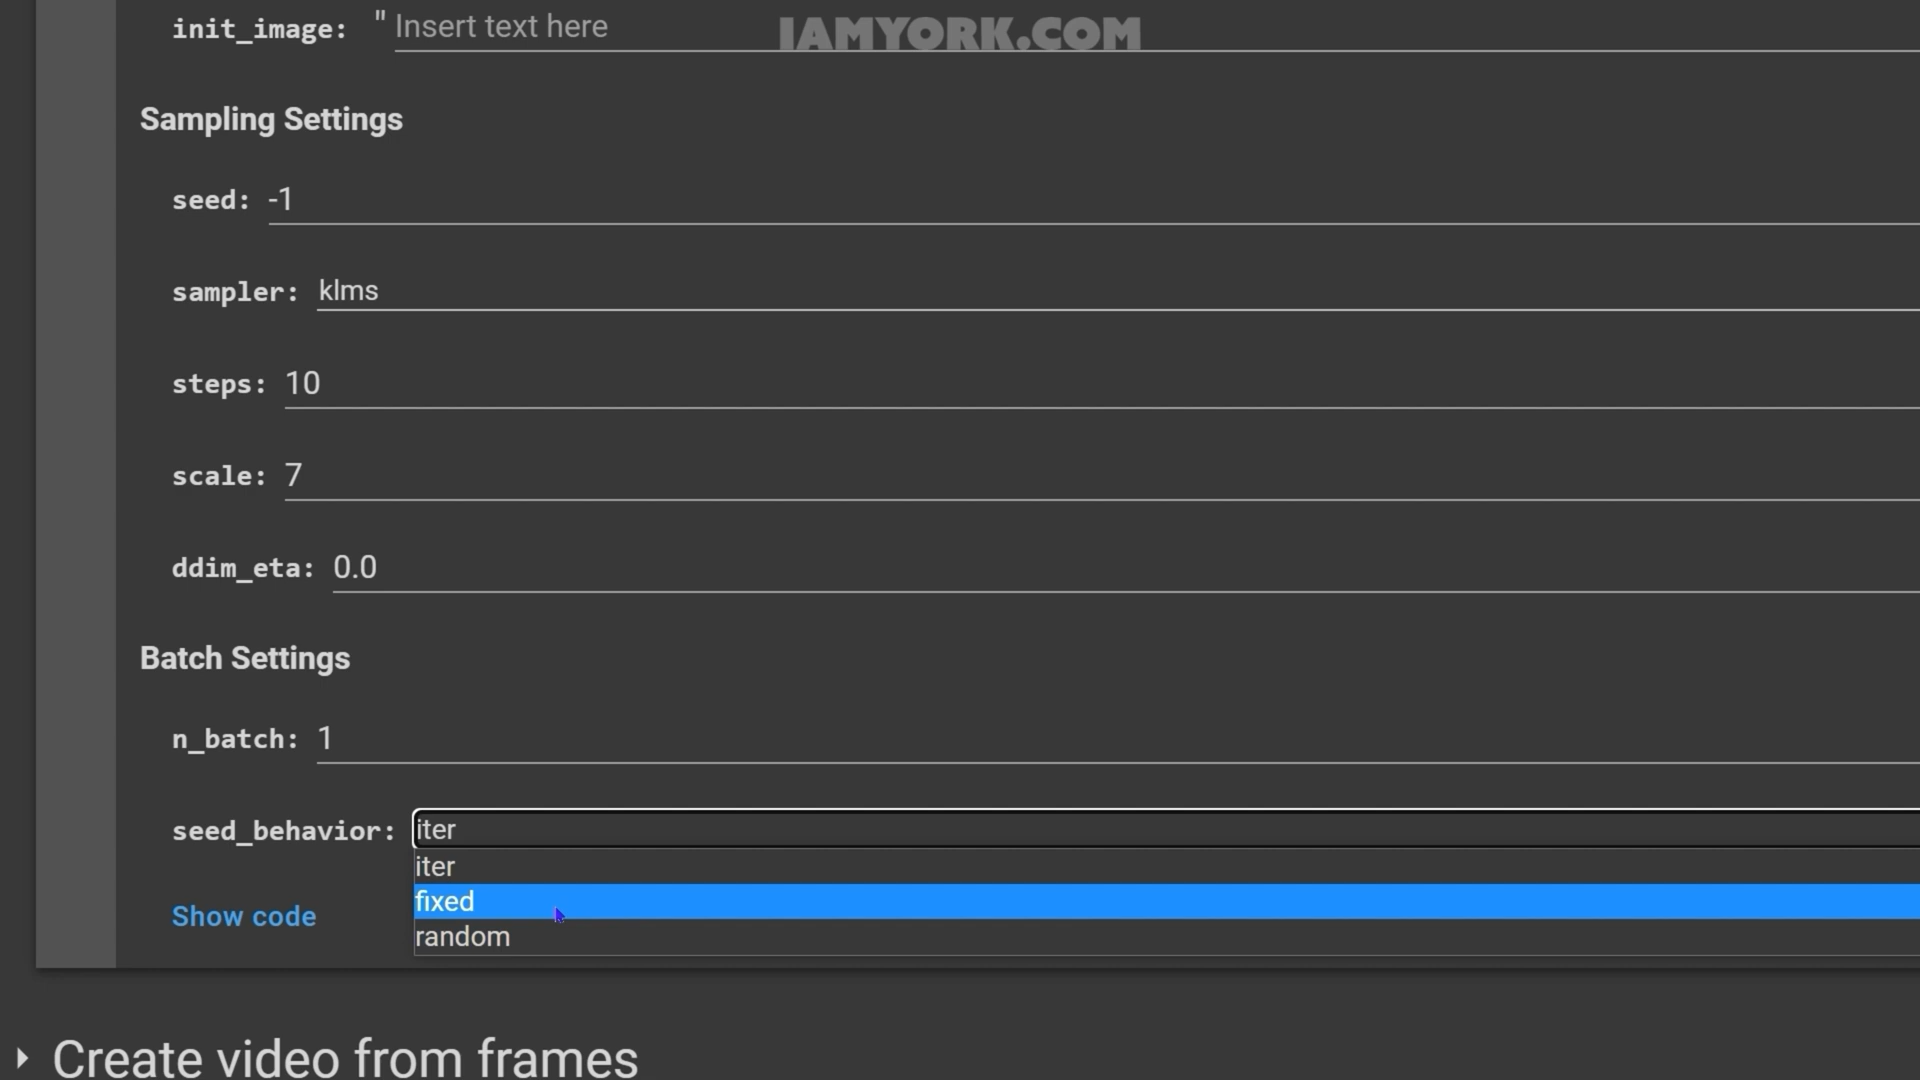 init_image: " Insert text here
IAMYORK.COM
Sampling Settings
seed: -1
sampler: klms
steps: 10
scale: 7
ddim_eta: 0.0
Batch Settings
n_batch: 1
seed_behavior: iter
iter
fixed
random
Show code
Create video from frames